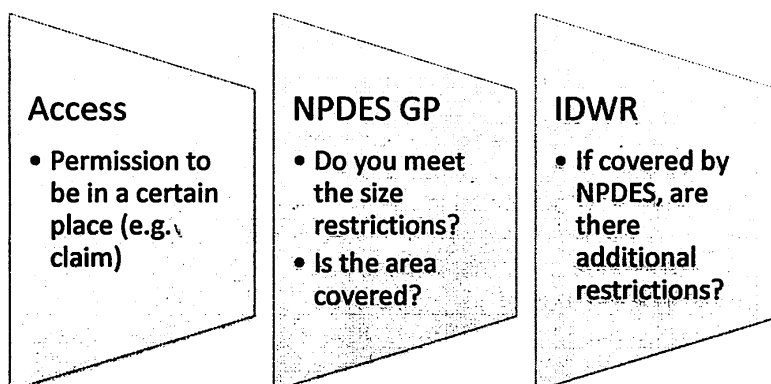 Access
• Permission to
be in a certain
place (e.g.
claim)
NPDES GP
• Do you meet
the size
restrictions?
• Is the area
covered?
IDWR
• If covered by
NPDES, are
there
additional
restrictions?